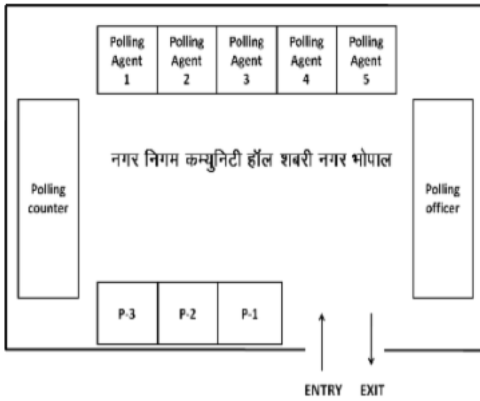 Polling Agent 1
Polling Agent 2
Polling Agent 3
Polling Agent 4
Polling Agent 5
नगर निगम कम्युनिटी हॉल शबरी नगर भोपाल
Polling counter
Polling officer
P-3
P-2
P-1
ENTRY
EXIT